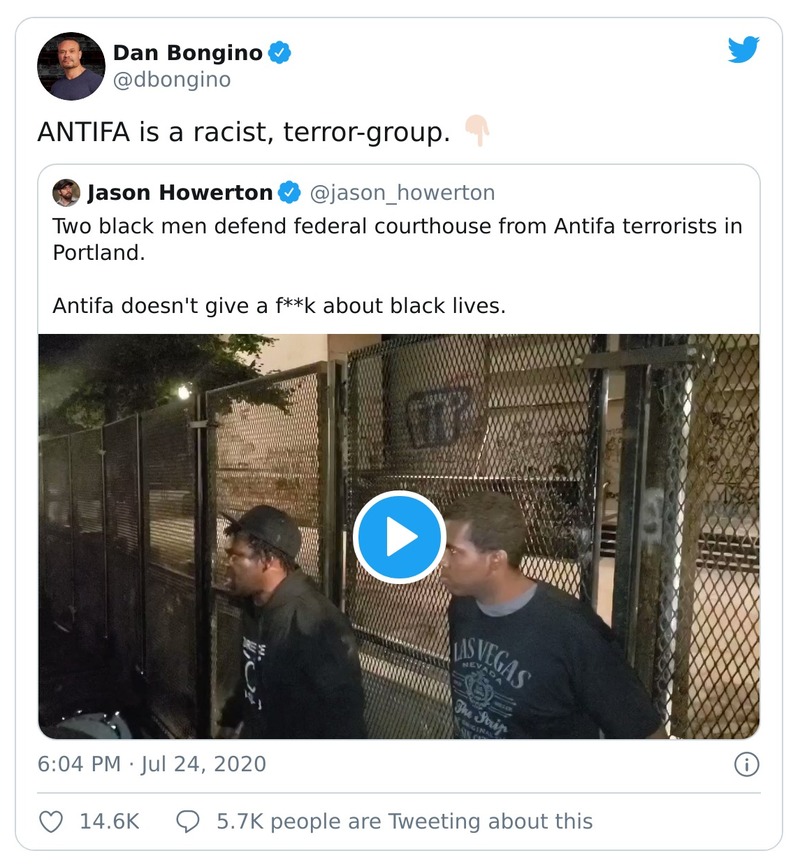 Dan Bongino
@dbongino
ANTIFA is a racist, terror-group. 👇🏻
Jason Howerton @jason_howerton
Two black men defend federal courthouse from Antifa terrorists in
Portland.
Antifa doesn't give a f**k about black lives.
LAS VEGAS
NEVADA
The Strip
6:04 PM · Jul 24, 2020
14.6K 5.7K people are Tweeting about this